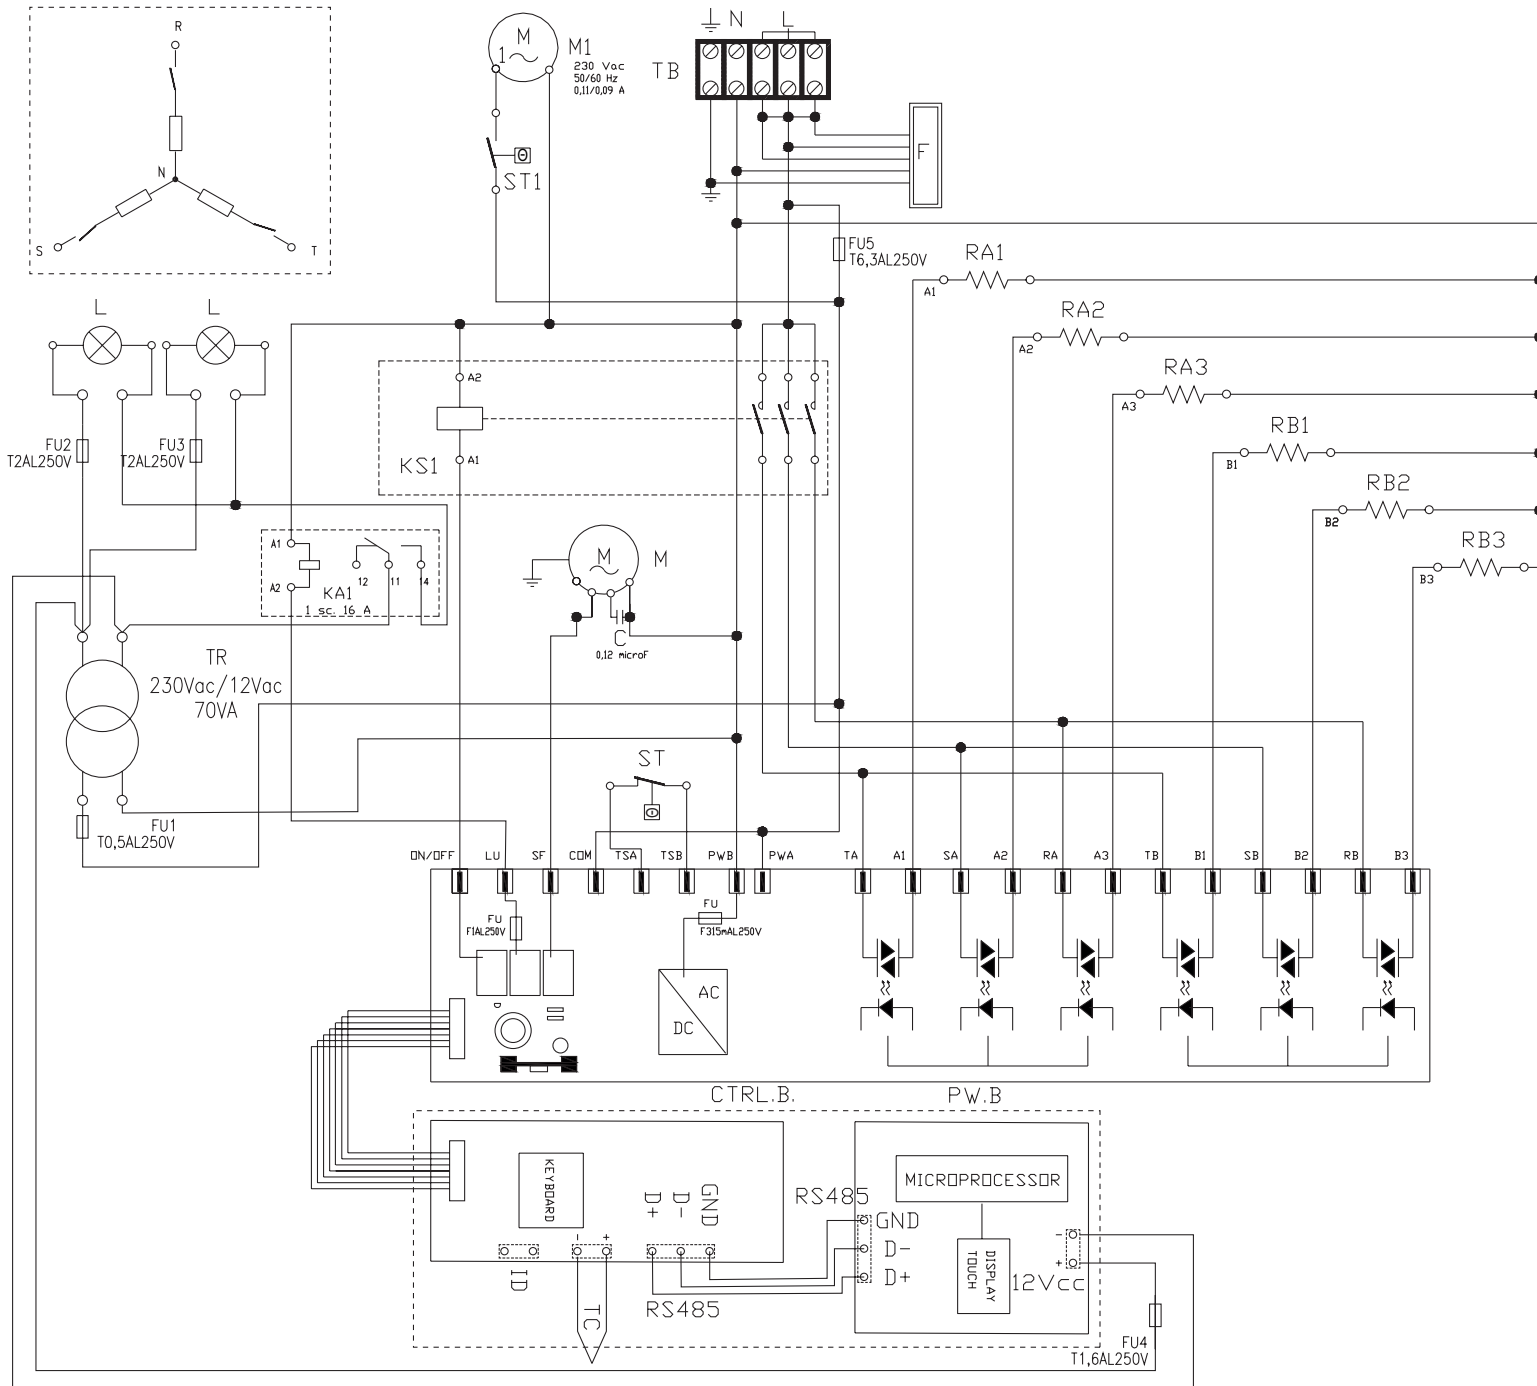 R
N
S
T
M
1
M1
230 Vac
50/60 Hz
0,11/0,09 A
ST1
N
L
TB
F
FU5
T6,3AL250V
RA1
A1
RA2
A2
RA3
A3
RB1
B1
RB2
B2
RB3
B3
L
L
FU2
T2AL250V
FU3
T2AL250V
A2
KS1
A1
A1
A2
KA1
1 sc. 16 A
12
11
14
M
M
C
0,12 microF
TR
230Vac/12Vac
70VA
FU1
T0,5AL250V
ST
ON/OFF
LU
SF
COM
TSA
TSB
PWB
PWA
TA
A1
SA
A2
RA
A3
TB
B1
SB
B2
RB
B3
FU
F1AL250V
FU
F315mAL250V
AC
DC
CTRL.B.
PW.B
KEYBOARD
D+
D-
GND
-
+
ID
TC
RS485
RS485
MICROPROCESSOR
GND
D-
D+
DISPLAY
TOUCH
-
+
12Vcc
FU4
T1,6AL250V